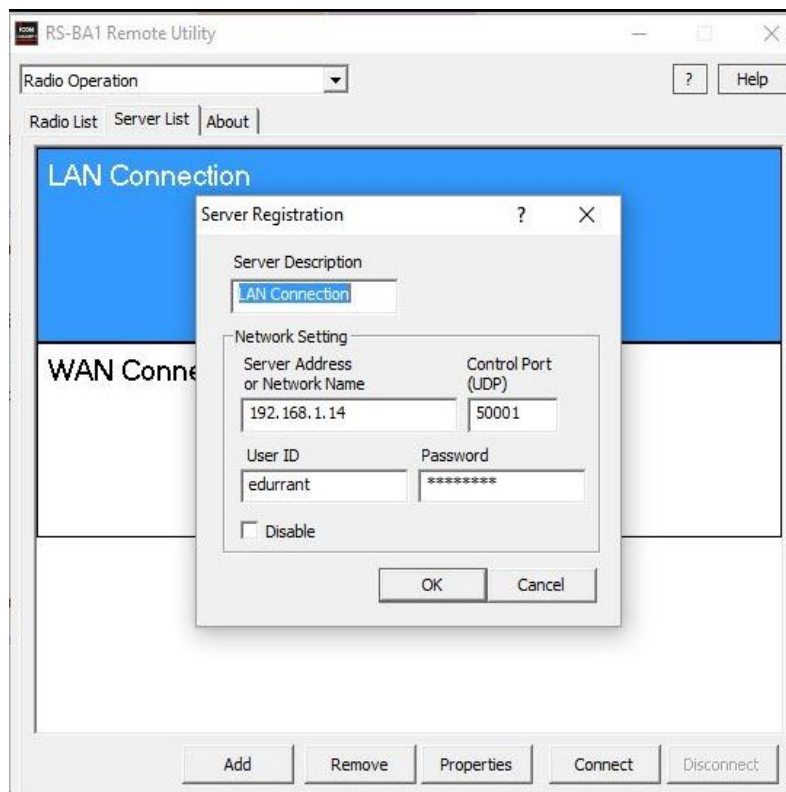 RS-BA1 Remote Utility
Radio Operation
? Help
Radio List Server List About
LAN Connection
Server Registration ? 
Server Description
LAN Connection
Network Setting
WAN Conne
Server Address
or Network Name
Control Port
(UDP)
192.168.1.14
50001
User ID
Password
edurrant
********
Disable
OK Cancel
Add Remove Properties Connect Disconnect